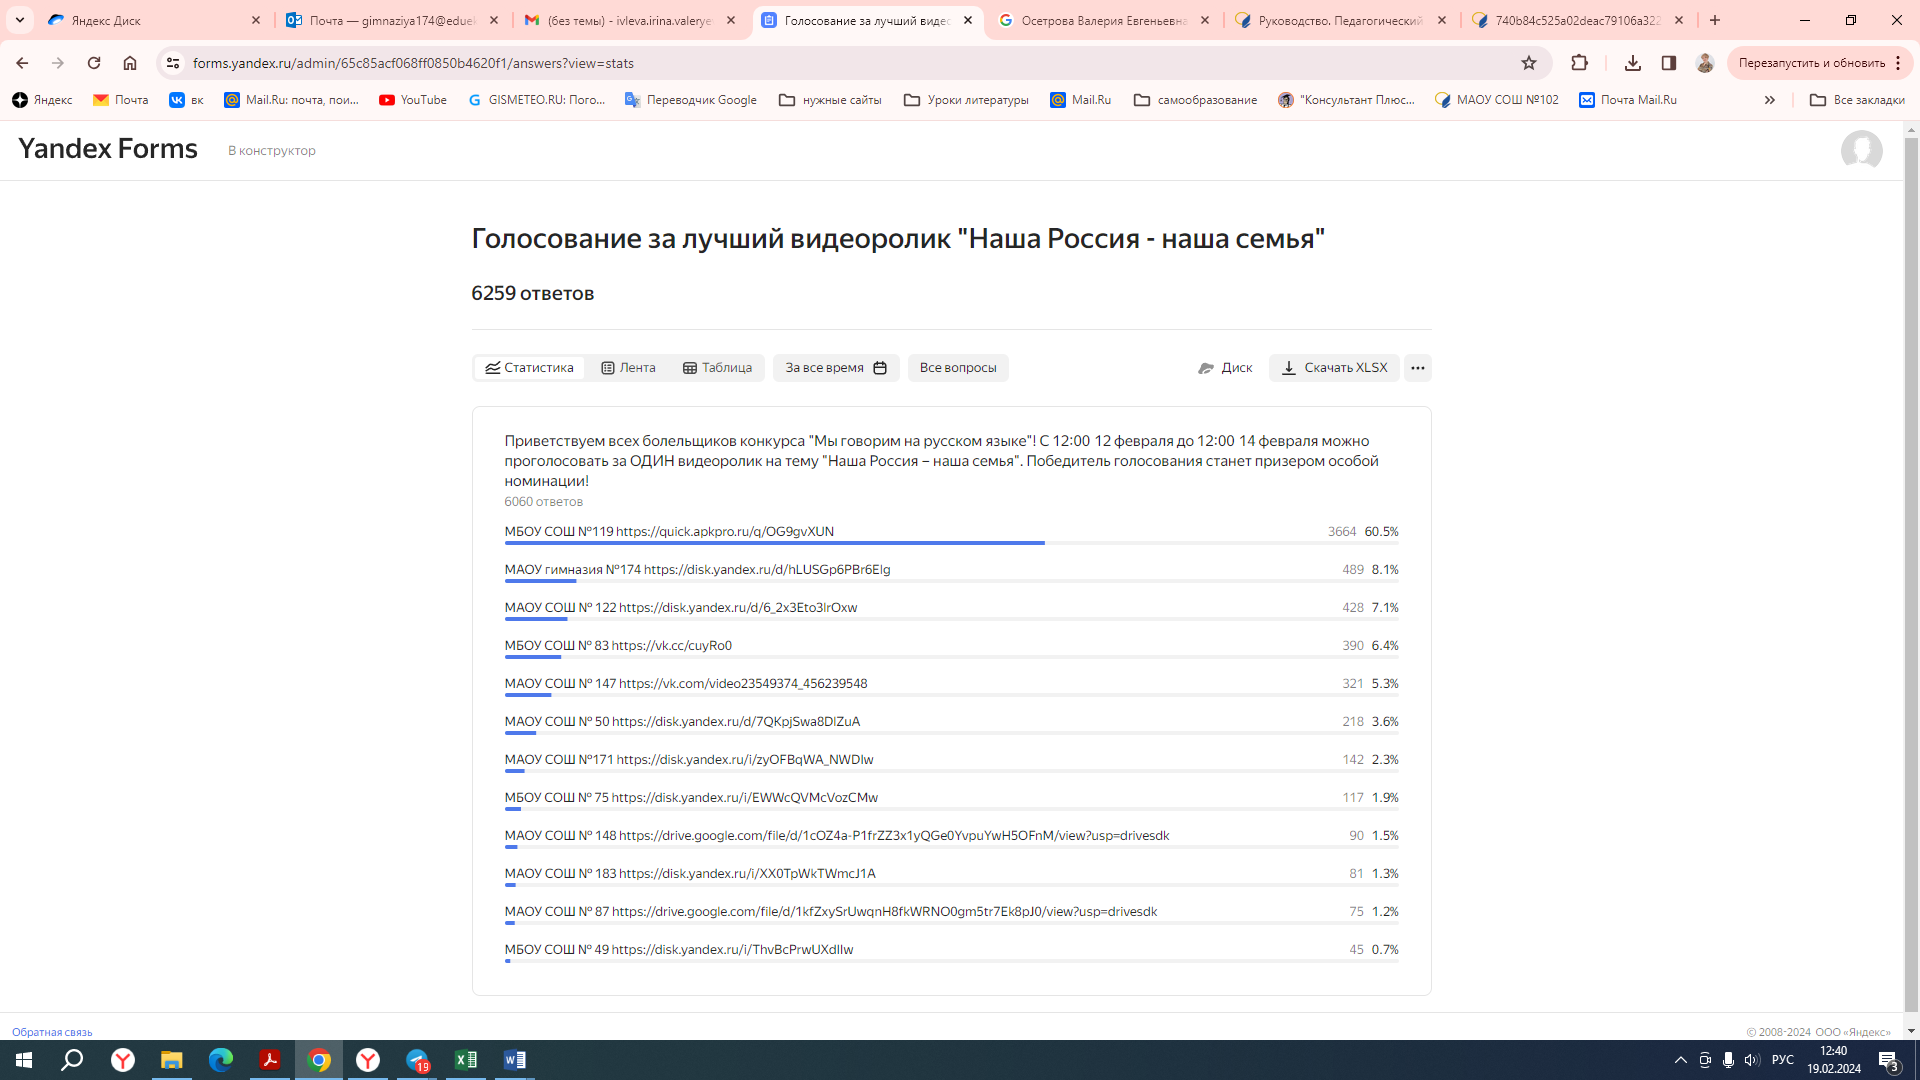 Яндекс Диск
Почта — gimnaziya174@eduek
(без темы) - ivleva.irina.valerye
Голосование за лучший видес
Осетрова Валерия Евгеньевна
Руководство. Педагогический
740b84c525a02deac79106a322
forms.yandex.ru/admin/65c85acf068ff0850b4620f1/answers?view=stats
Перезапустить и обновить
Яндекс
Почта
вк
Mail.Ru: почта, пои...
YouTube
GISMETEO.RU: Пого...
Переводчик Google
нужные сайты
Уроки литературы
Mail.Ru
самообразование
"Консультант Плюс...
МАОУ СОШ №102
Почта Mail.Ru
Все закладки
Yandex Forms
В конструктор
Голосование за лучший видеоролик "Наша Россия - наша семья"
6259 ответов
Статистика
Лента
Таблица
За все время
Все вопросы
Диск
Скачать XLSX
Приветствуем всех болельщиков конкурса "Мы говорим на русском языке"! С 12:00 12 февраля до 12:00 14 февраля можно
проголосовать за ОДИН видеоролик на тему "Наша Россия – наша семья". Победитель голосования станет призером особой
номинации!
6060 ответов
МБОУ СОШ №119 https://quick.apkpro.ru/q/OG9gvXUN 3664 60.5%
МАОУ гимназия №174 https://disk.yandex.ru/d/hLUSGp6PBr6Elg 489 8.1%
МАОУ СОШ № 122 https://disk.yandex.ru/d/6_2x3Eto3lrOxw 428 7.1%
МБОУ СОШ № 83 https://vk.cc/cuyRo0 390 6.4%
МАОУ СОШ № 147 https://vk.com/video23549374_456239548 321 5.3%
МАОУ СОШ № 50 https://disk.yandex.ru/d/7QKpjSwa8DlZuA 218 3.6%
МАОУ СОШ №171 https://disk.yandex.ru/i/zyOFBqWA_NWDlw 142 2.3%
МБОУ СОШ № 75 https://disk.yandex.ru/i/EWWcQVMcVozCMw 117 1.9%
МАОУ СОШ № 148 https://drive.google.com/file/d/1cOZ4a-P1frZZ3x1yQGe0YvpuYwH5OFnM/view?usp=drivesdk 90 1.5%
МАОУ СОШ № 183 https://disk.yandex.ru/i/XX0TpWkTWmcJ1A 81 1.3%
МАОУ СОШ № 87 https://drive.google.com/file/d/1kfZxySrUwqnH8fkWRNO0gm5tr7Ek8pJ0/view?usp=drivesdk 75 1.2%
МБОУ СОШ № 49 https://disk.yandex.ru/i/ThvBcPrwUXdIIw 45 0.7%
Обратная связь
© 2008-2024 ООО «Яндекс»
19
РУС
12:40
19.02.2024
3